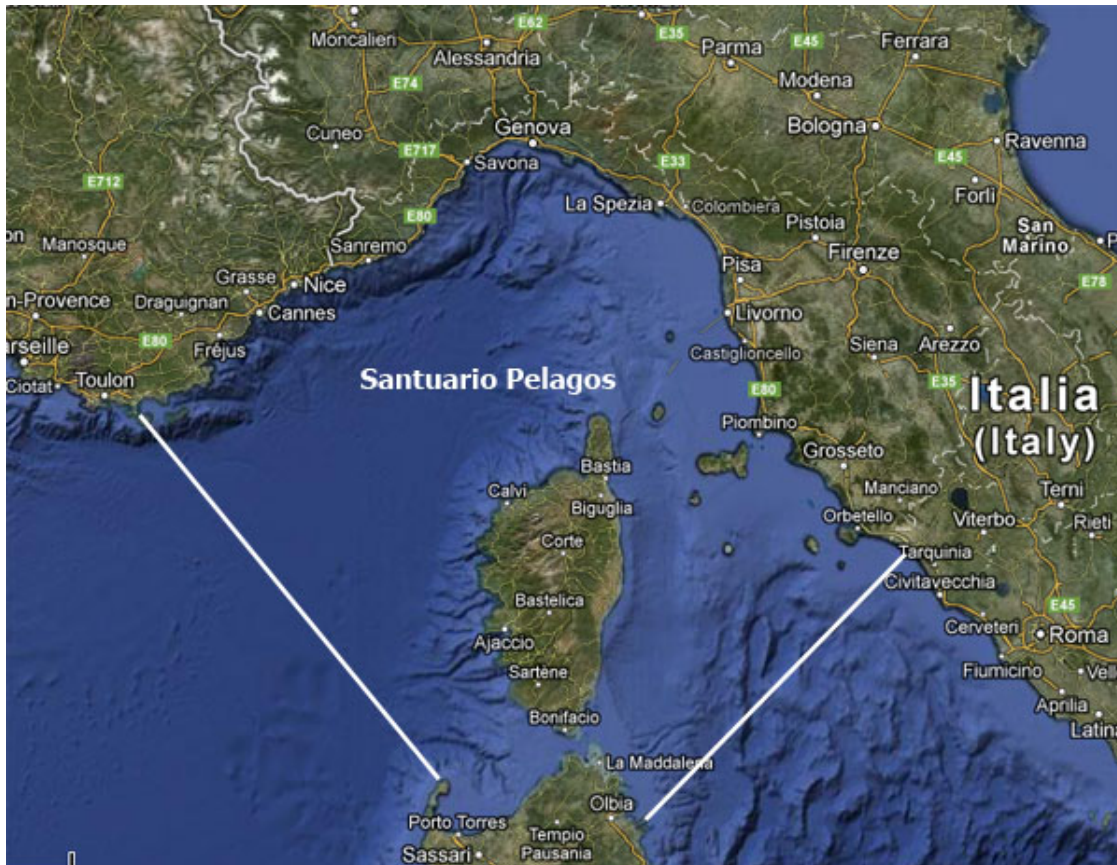 E62
E35
E45
Moncalieri
Parma
Ferrara
Alessandria
E74
Modena
Cuneo
Genova
Bologna
E717
Savona
E33
E45
Ravenna
E712
La Spezia
Colombiera
Forlì
E80
Pistoia
San
Marino
Manosque
Sanremo
Firenze
Grasse
Nice
Pisa
E78
n-Provence
Draguignan
Cannes
Livorno
E80
Fréjus
Castiglioncello
Siena
Arezzo
arseille
Ciotat
Toulon
Santuario Pelagos
E80
E35
Italia
(Italy)
Piombino
Grosseto
Bastia
Calvi
Biguglia
Manciano
Terni
Orbetello
Viterbo
Rieti
Corte
Tarquinia
Civitavecchia
Bastelica
E45
Cerveteri
Roma
Ajaccio
Fiumicino
Velle
Sartène
Aprilia
Bonifacio
Latina
La Maddalena
Olbia
Porto Torres
Tempio
Pausania
Sassari